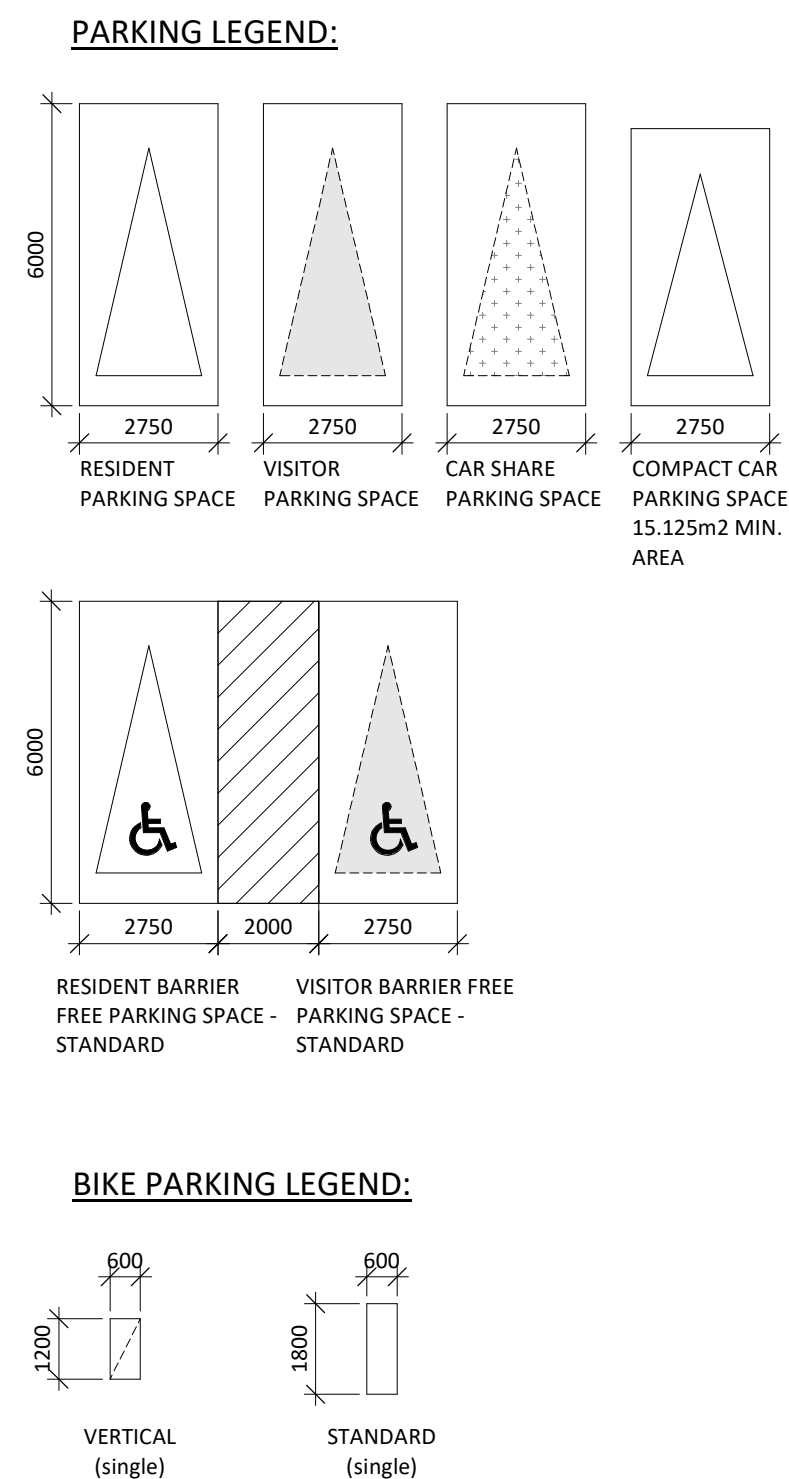 PARKING LEGEND:
6000
2750
2750
2750
2750
RESIDENT
PARKING SPACE
VISITOR
PARKING SPACE
CAR SHARE
PARKING SPACE
COMPACT CAR
PARKING SPACE
15.125m2 MIN.
AREA
6000
2750
2000
2750
RESIDENT BARRIER
FREE PARKING SPACE -
STANDARD
VISITOR BARRIER FREE
PARKING SPACE -
STANDARD
BIKE PARKING LEGEND:
600
1200
VERTICAL
(single)
600
1800
STANDARD
(single)